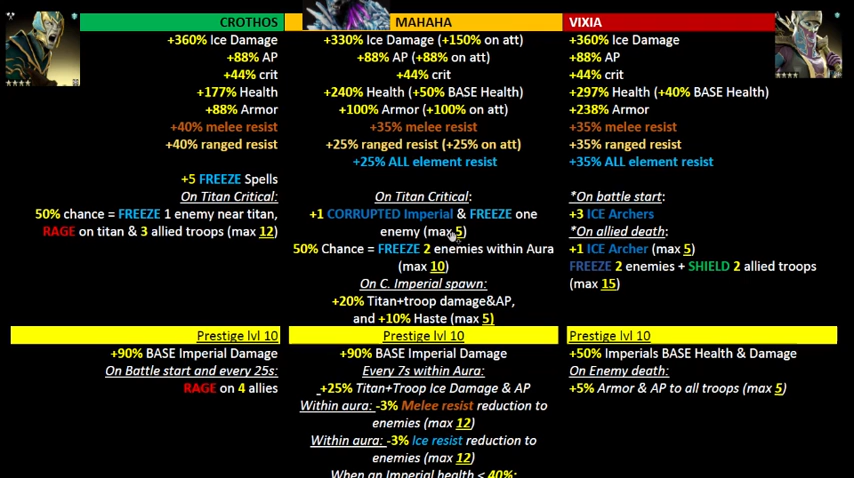 CROTHOS
+360% Ice Damage
+88% AP
+44% crit
+177% Health
+88% Armor
+40% melee resist
+40% ranged resist
+5 FREEZE Spells
On Titan Critical:
50% chance = FREEZE 1 enemy near titan,
RAGE on titan & 3 allied troops (max 12)
Prestige lvl 10
+90% BASE Imperial Damage
On Battle start and every 25s:
RAGE on 4 allies
MAHAHA
+330% Ice Damage (+150% on att)
+88% AP (+88% on att)
+44% crit
+240% Health (+50% BASE Health)
+100% Armor (+100% on att)
+35% melee resist
+25% ranged resist (+25% on att)
+25% ALL element resist
On Titan Critical:
+1 CORRUPTED Imperial & FREEZE one
enemy (max 5)
50% Chance = FREEZE 2 enemies within Aura
(max 10)
On C. Imperial spawn:
+20% Titan+troop damage&AP,
and +10% Haste (max 5)
Prestige lvl 10
+90% BASE Imperial Damage
Every 7s within Aura:
+25% Titan+Troop Ice Damage & AP
Within aura: -3% Melee resist reduction to
enemies (max 12)
Within aura: -3% Ice resist reduction to
enemies (max 12)
When an Imperial health < 40%:
VIXIA
+360% Ice Damage
+88% AP
+44% crit
+297% Health (+40% BASE Health)
+238% Armor
+35% melee resist
+35% ranged resist
+35% ALL element resist
*On battle start:
+3 ICE Archers
*On allied death:
+1 ICE Archer (max 5)
FREEZE 2 enemies + SHIELD 2 allied troops
(max 15)
Prestige lvl 10
+50% Imperials BASE Health & Damage
On Enemy death:
+5% Armor & AP to all troops (max 5)